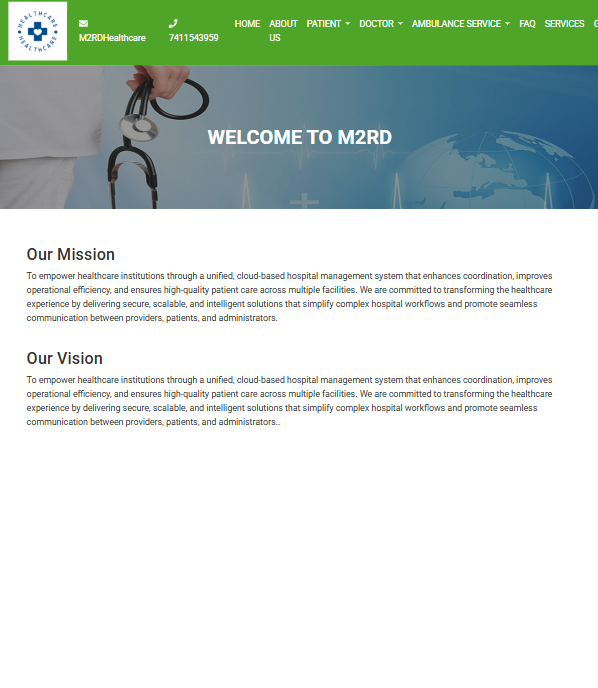 HEALTHCARE
HEALTHCARE
M2RDHealthcare
7411543959
HOME
ABOUT
US
PATIENT
DOCTOR
AMBULANCE SERVICE
FAQ
SERVICES
WELCOME TO M2RD
Our Mission
To empower healthcare institutions through a unified, cloud-based hospital management system that enhances coordination, improves
operational efficiency, and ensures high-quality patient care across multiple facilities. We are committed to transforming the healthcare
experience by delivering secure, scalable, and intelligent solutions that simplify complex hospital workflows and promote seamless
communication between providers, patients, and administrators.
Our Vision
To empower healthcare institutions through a unified, cloud-based hospital management system that enhances coordination, improves
operational efficiency, and ensures high-quality patient care across multiple facilities. We are committed to transforming the healthcare
experience by delivering secure, scalable, and intelligent solutions that simplify complex hospital workflows and promote seamless
communication between providers, patients, and administrators..